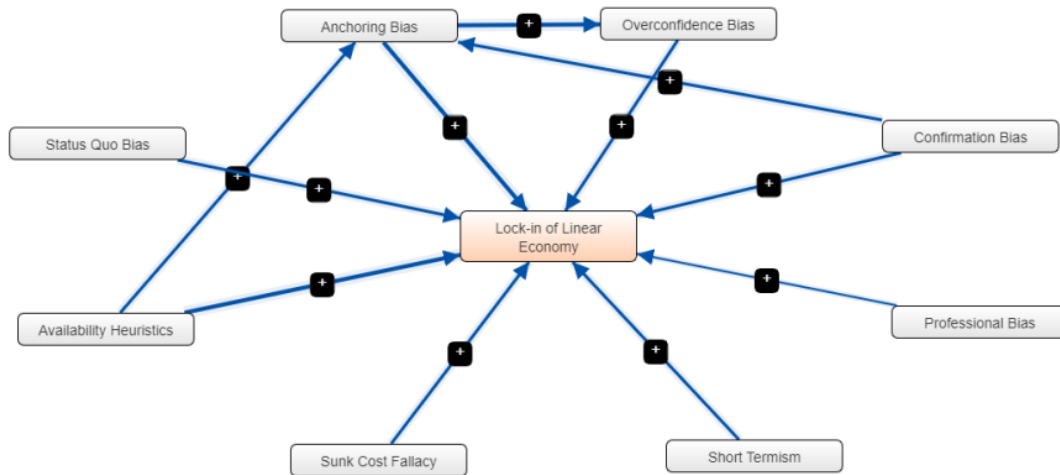 Anchoring Bias
+
Overconfidence Bias
+
+
+
Status Quo Bias
Confirmation Bias
+
+
+
Lock-in of Linear
Economy
+
+
Availability Heuristics
Professional Bias
+
+
Sunk Cost Fallacy
Short Termism